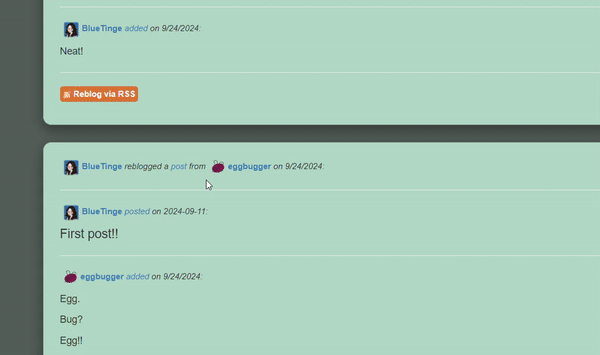 BlueTinge added on 9/24/2024:
Neat!
Reblog via RSS
BlueTinge reblogged a post from eggbugger on 9/24/2024:
BlueTinge posted on 2024-09-11:
First post!!
eggbugger added on 9/24/2024:
Egg.
Bug?
Egg!!